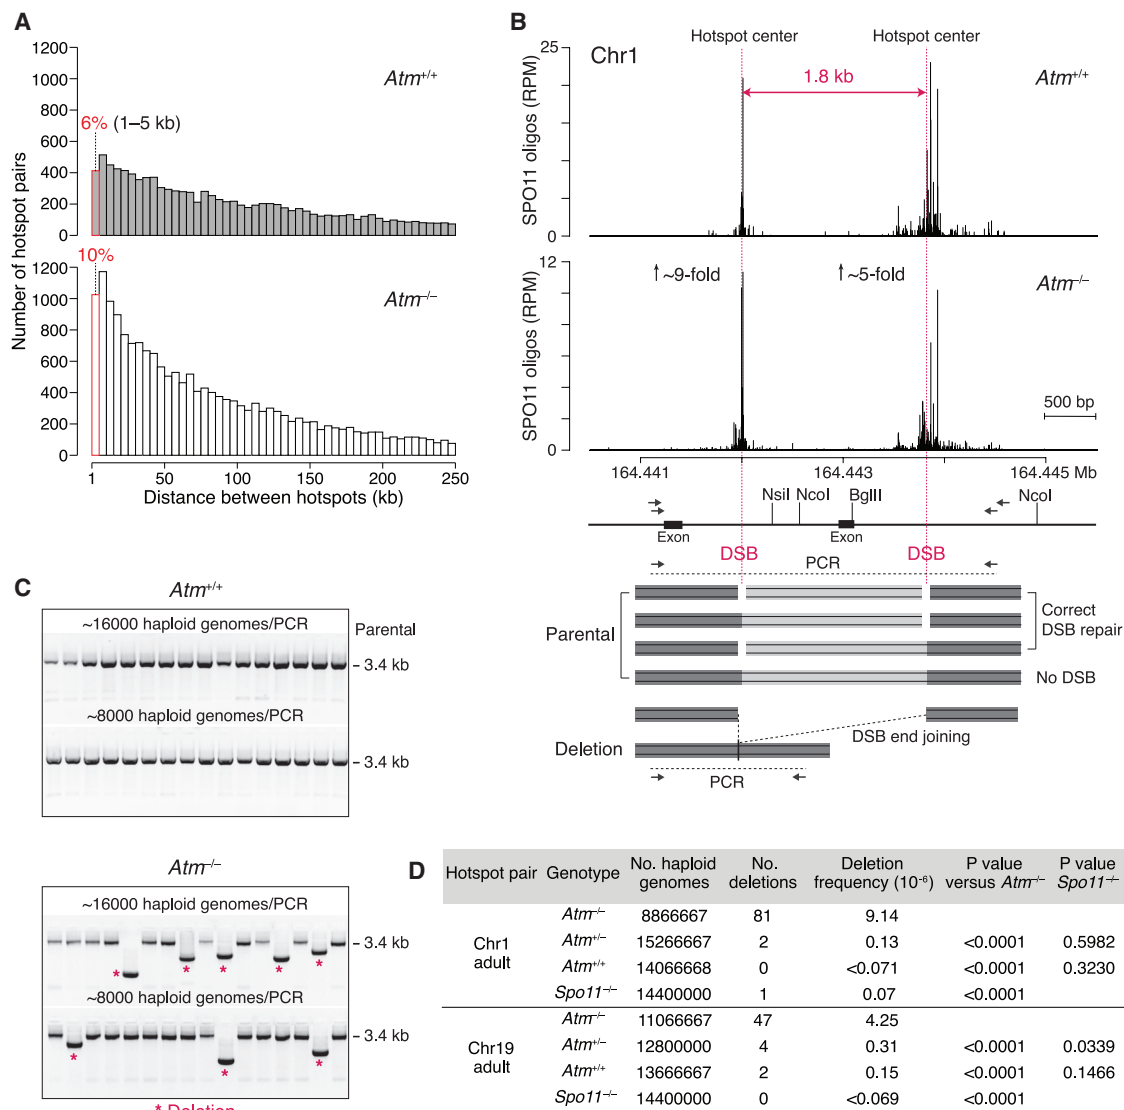 A
1200
1000
800
600
400
200
0
Atm+/+
6% (1–5 kb)
10%
1200
1000
800
600
400
200
0
Atm–/–
Number of hotspot pairs
1 50 100 150 200 250
Distance between hotspots (kb)
B
Hotspot center Hotspot center
Chr1
25
0
SPO11 oligos (RPM)
1.8 kb
Atm+/+
12
0
SPO11 oligos (RPM)
↑~9-fold ↑~5-fold
Atm–/–
500 bp
164.441 164.443 164.445 Mb
NsiI NcoI BglII NcoI
Exon Exon
DSB DSB
PCR
Parental
Correct
DSB repair
No DSB
DSB end joining
Deletion
PCR
C
Atm+/+
~16000 haploid genomes/PCR
Parental
- 3.4 kb
~8000 haploid genomes/PCR
- 3.4 kb
Atm–/–
~16000 haploid genomes/PCR
- 3.4 kb
* * * * *
~8000 haploid genomes/PCR
- 3.4 kb
* * *
* Deletion
D
Hotspot pair Genotype No. haploid genomes No. deletions Deletion frequency (10-6) P value versus Atm–/– P value Spo11–/–
Chr1 adult
Atm–/– 8866667 81 9.14
Atm+/– 15266667 2 0.13 <0.0001 0.5982
Atm+/+ 14066668 0 <0.071 <0.0001 0.3230
Spo11–/– 14400000 1 0.07 <0.0001
Chr19 adult
Atm–/– 11066667 47 4.25
Atm+/– 12800000 4 0.31 <0.0001 0.0339
Atm+/+ 13666667 2 0.15 <0.0001 0.1466
Spo11–/– 14400000 0 <0.069 <0.0001